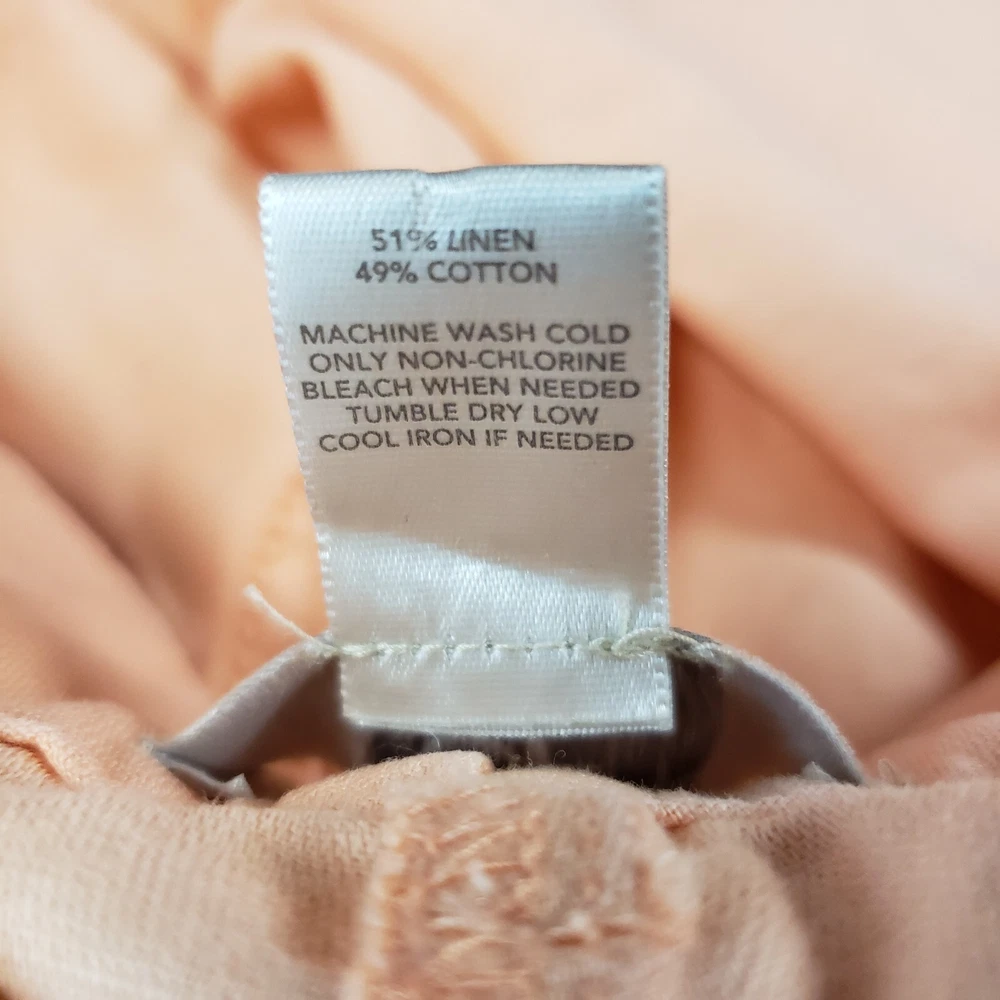 51% LINEN
49% COTTON
MACHINE WASH COLD
ONLY NON-CHLORINE
BLEACH WHEN NEEDED
TUMBLE DRY LOW
COOL IRON IF NEEDED